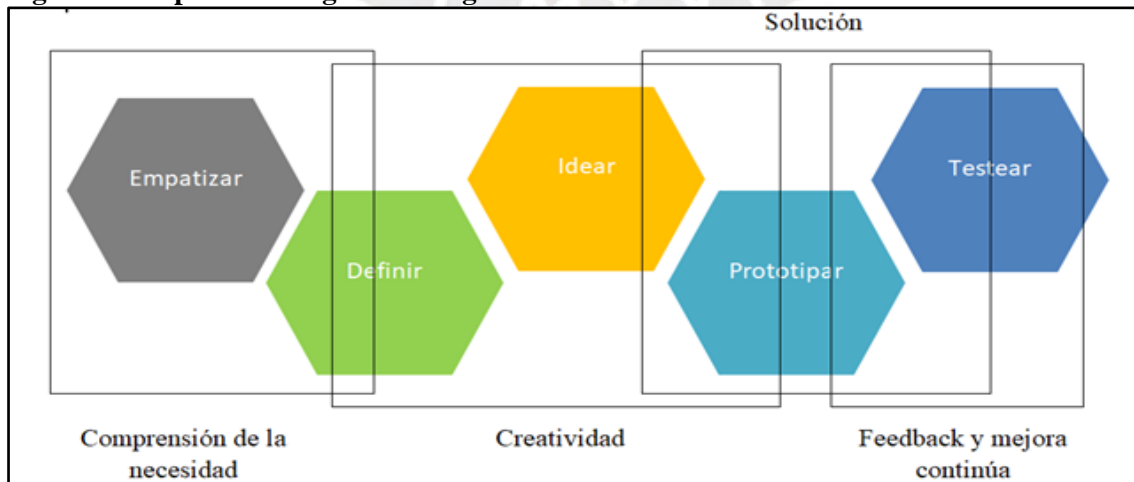 Solución
Empatizar
Idear
Testear
Definir
Prototipar
Comprensión de la
necesidad
Creatividad
Feedback y mejora
continúa